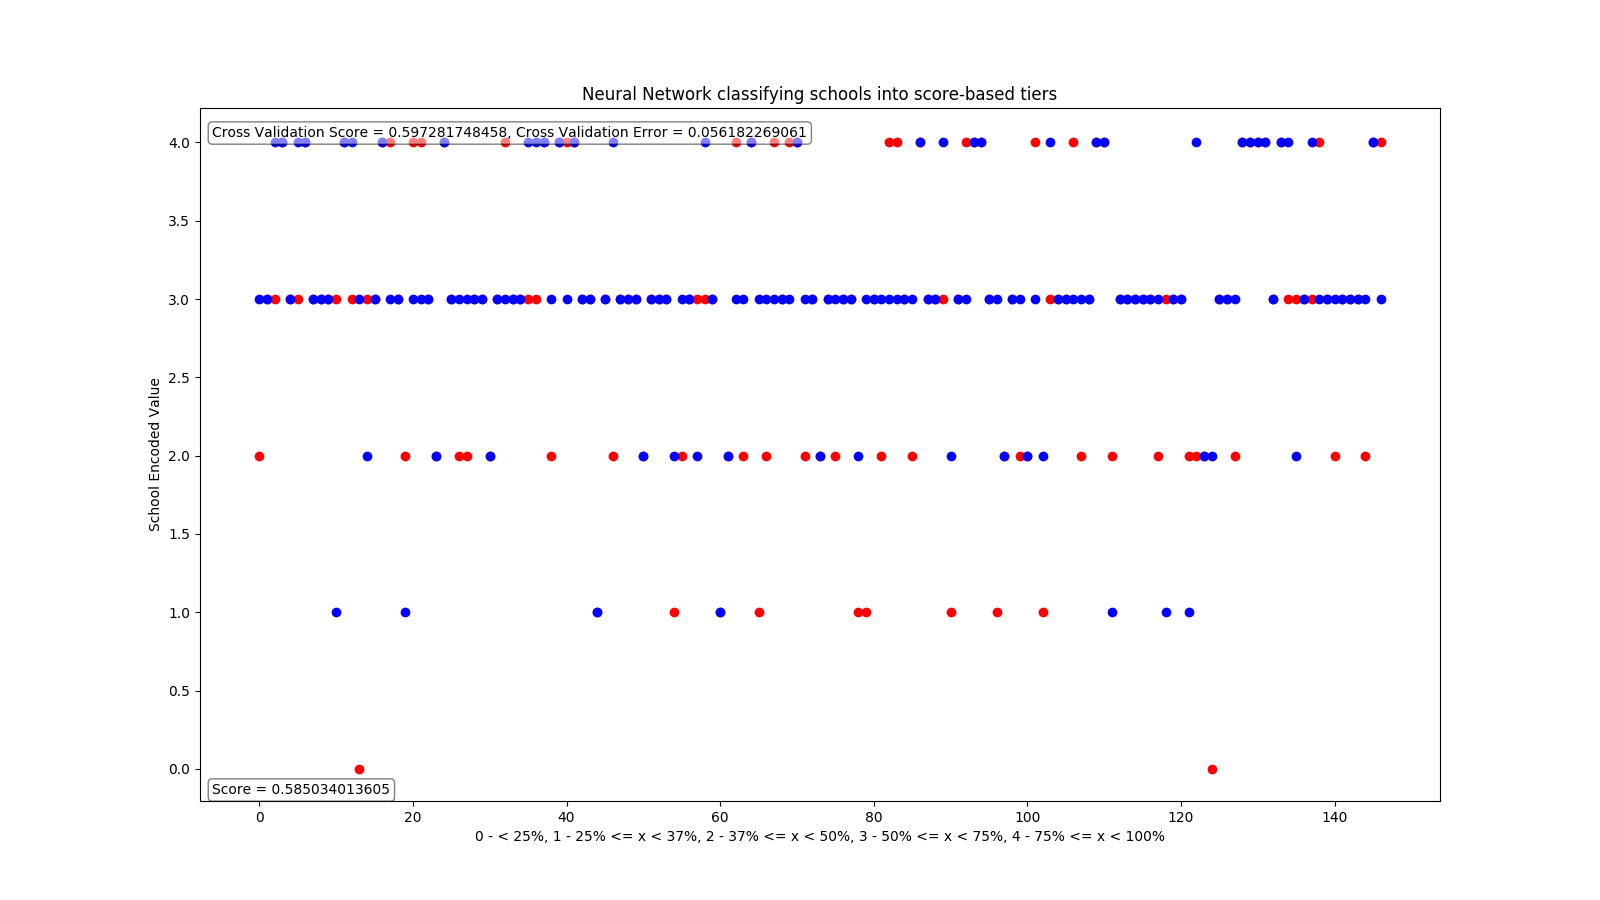 Neural Network classifying schools into score-based tiers
Cross Validation Score = 0.597281748458, Cross Validation Error = 0.056182269061
4.0
3.5
3.0
2.5
2.0
1.5
1.0
0.5
0.0
School Encoded Value
Score = 0.585034013605
0 20 40 60 80 100 120 140
0 - < 25%, 1 - 25% <= x < 37%, 2 - 37% <= x < 50%, 3 - 50% <= x < 75%, 4 - 75% <= x < 100%